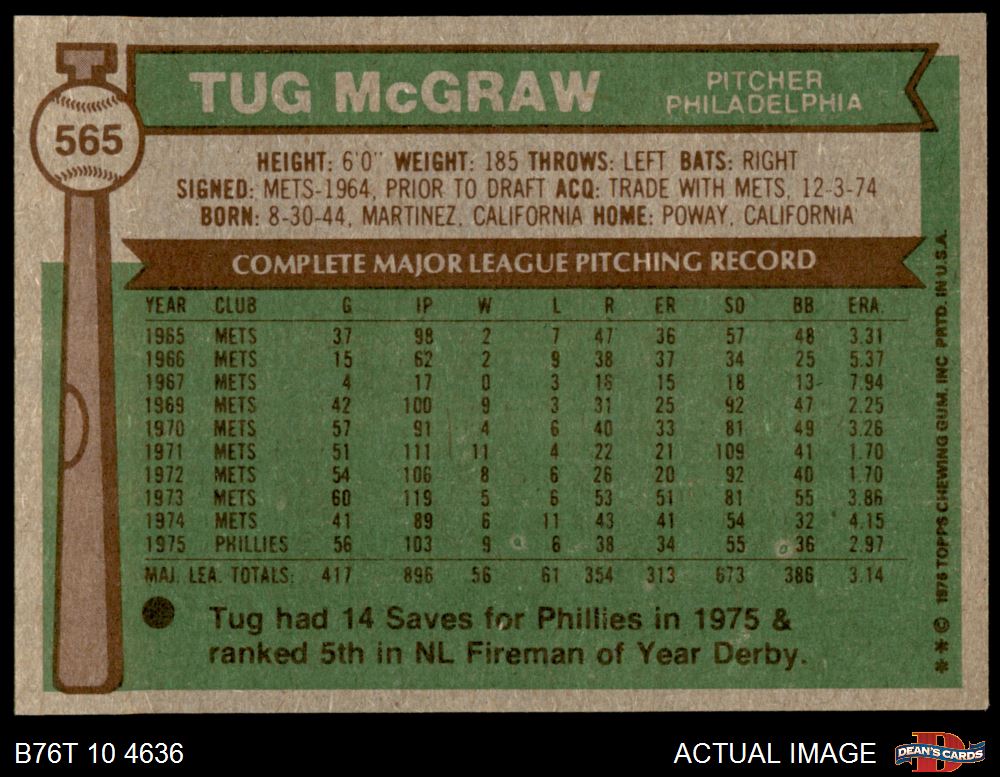 TUG McGRAW
PITCHER
PHILADELPHIA
565
HEIGHT: 6'0" WEIGHT: 185 THROWS: LEFT BATS: RIGHT
SIGNED: METS-1964, PRIOR TO DRAFT ACQ: TRADE WITH METS, 12-3-74
BORN: 8-30-44, MARTINEZ, CALIFORNIA HOME: POWAY, CALIFORNIA
COMPLETE MAJOR LEAGUE PITCHING RECORD
YEAR CLUB G IP W L R ER SO BB ERA.
1965 METS 37 98 2 7 47 36 57 48 3.31
1966 METS 15 62 2 9 38 37 34 25 5.37
1967 METS 4 17 0 3 16 15 18 13 7.94
1969 METS 42 100 9 3 31 25 92 47 2.25
1970 METS 57 91 4 6 40 33 81 49 3.26
1971 METS 51 111 11 4 22 21 109 41 1.70
1972 METS 54 106 8 6 26 20 92 40 1.70
1973 METS 60 119 5 6 53 51 81 55 3.86
1974 METS 41 89 6 11 43 41 54 32 4.15
1975 PHILLIES 56 103 9 6 38 34 55 36 2.97
MAJ. LEA. TOTALS: 417 896 56 61 354 313 673 386 3.14
Tug had 14 Saves for Phillies in 1975 &
ranked 5th in NL Fireman of Year Derby.
**© 1976 TOPPS CHEWING GUM, INC PRTD. IN U.S.A.
B76T 10 4636
ACTUAL IMAGE
DEAN'S CARDS